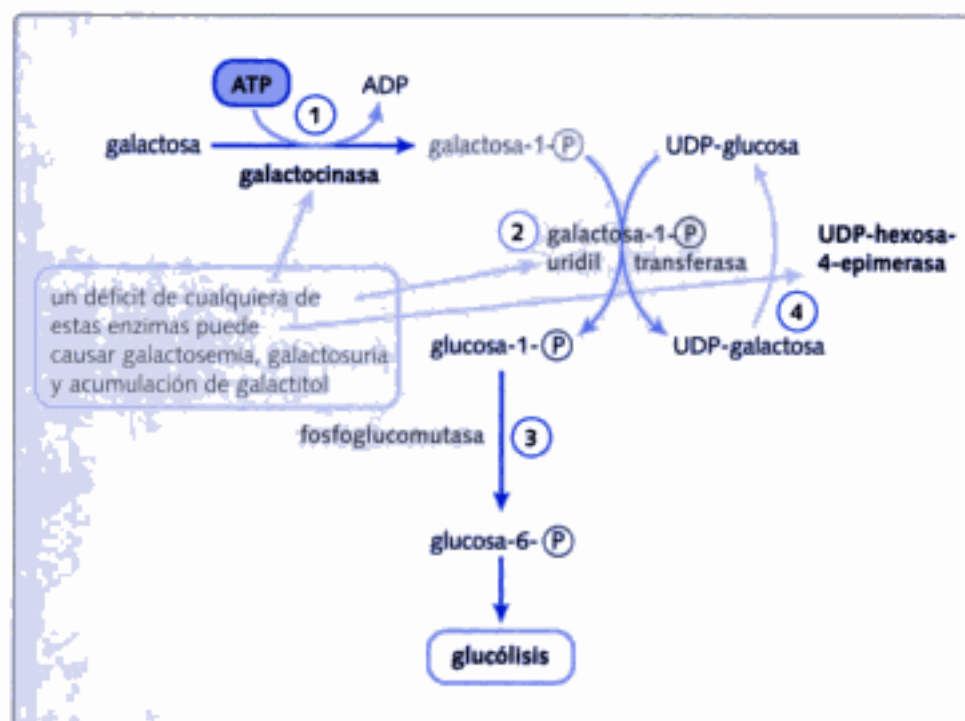 ATP
ADP
1
galactosa
galactocinasa
galactosa-1-P
UDP-glucosa
2
galactosa-1-P
uridil transferasa
UDP-hexosa-
4-epimerasa
un déficit de cualquiera de
estas enzimas puede
causar galactosemia, galactosuria
y acumulación de galactitol
4
glucosa-1-P
UDP-galactosa
fosfoglucomutasa
3
glucosa-6-P
glucólisis